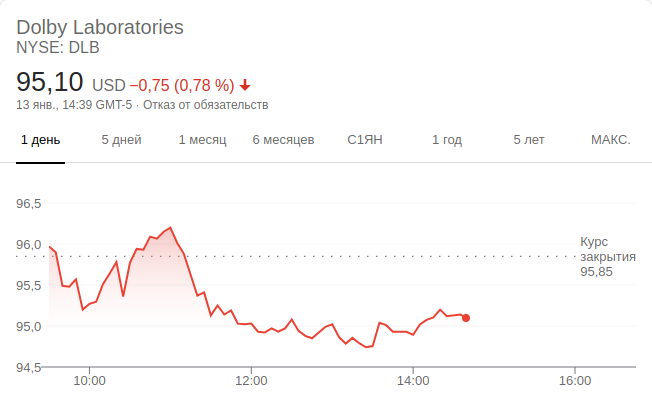 Dolby Laboratories
NYSE: DLB
95,10 USD −0,75 (0,78 %)
13 янв., 14:39 GMT-5 · Отказ от обязательств
1 день 5 дней 1 месяц 6 месяцев С1ЯН 1 год 5 лет МАКС.
96,5
96,0
Курс
закрытия
95,85
95,5
95,0
94,5
10:00 12:00 14:00 16:00